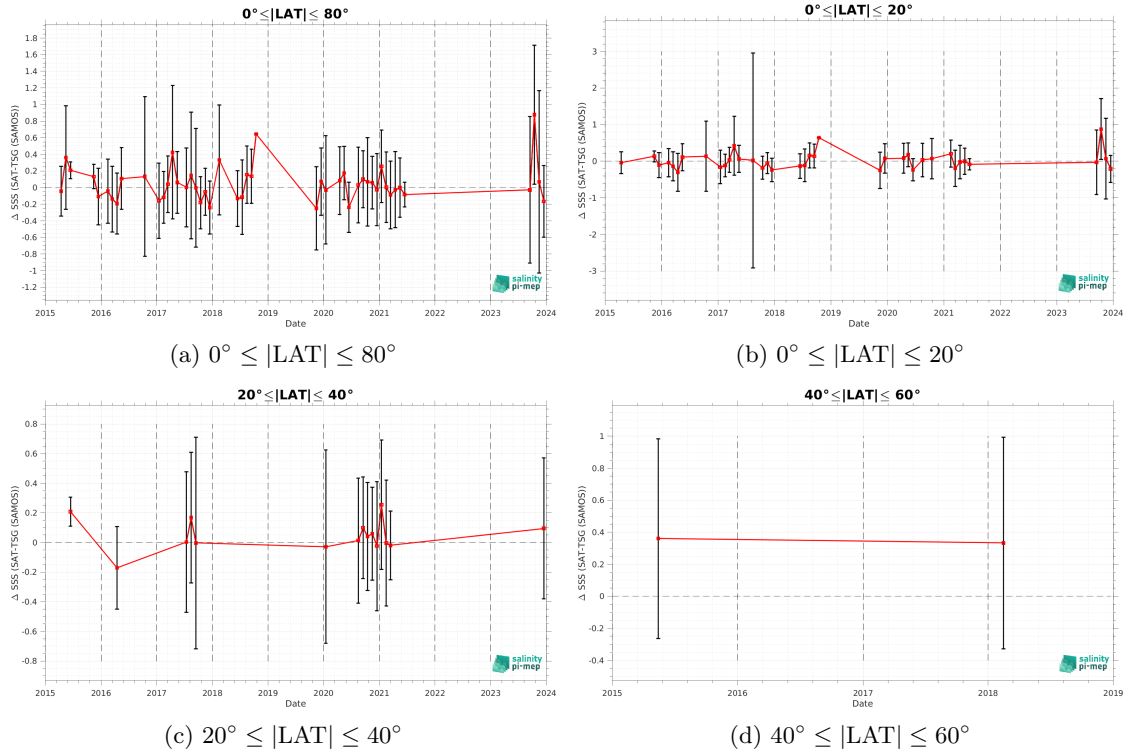 0°≤|LAT|≤ 80°
Δ SSS (SAT-TSG (SAMOS))
1.8
1.6
1.4
1.2
1
0.8
0.6
0.4
0.2
0
-0.2
-0.4
-0.6
-0.8
-1
-1.2
2015 2016 2017 2018 2019 2020 2021 2022 2023 2024
Date
salinity
pi-mep
(a) 0° ≤ |LAT| ≤ 80°
0°≤|LAT|≤ 20°
Δ SSS (SAT-TSG (SAMOS))
3
2
1
0
-1
-2
-3
2015 2016 2017 2018 2019 2020 2021 2022 2023 2024
Date
salinity
pi-mep
(b) 0° ≤ |LAT| ≤ 20°
20°≤|LAT|≤ 40°
Δ SSS (SAT-TSG (SAMOS))
0.8
0.6
0.4
0.2
0
-0.2
-0.4
-0.6
-0.8
2015 2016 2017 2018 2019 2020 2021 2022 2023 2024
Date
salinity
pi-mep
(c) 20° ≤ |LAT| ≤ 40°
40°≤|LAT|≤ 60°
Δ SSS (SAT-TSG (SAMOS))
1
0.8
0.6
0.4
0.2
0
-0.2
-0.4
2015 2016 2017 2018 2019
Date
salinity
pi-mep
(d) 40° ≤ |LAT| ≤ 60°